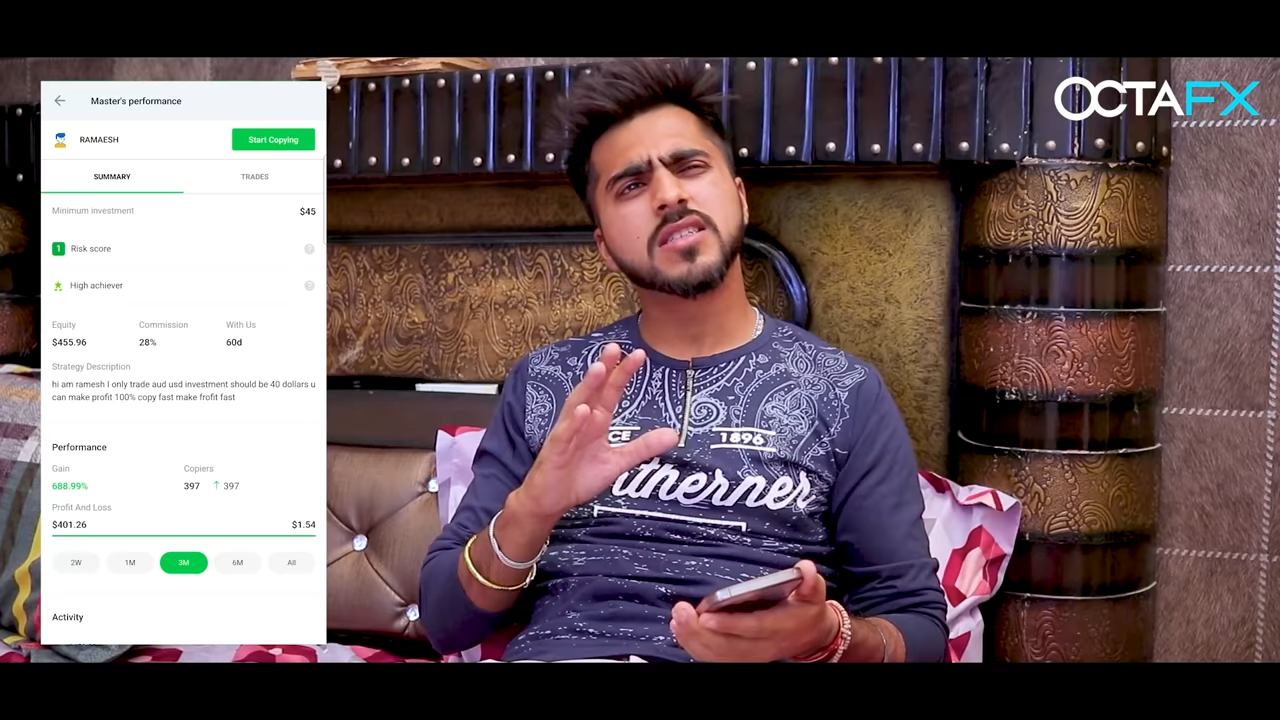 Master's performance
RAMAESH
Start Copying
SUMMARY
TRADES
Minimum investment
$45
1 Risk score
High achiever
Equity
Commission
With Us
$455.96
28%
60d
Strategy Description
hi am ramesh I only trade aud usd investment should be 40 dollars u
can make profit 100% copy fast make frofit fast
Performance
Gain
Copiers
688.99%
397 ↑ 397
Profit And Loss
$401.26
$1.54
2W
1M
3M
6M
All
Activity
OCTAFX
CE
1896
therner